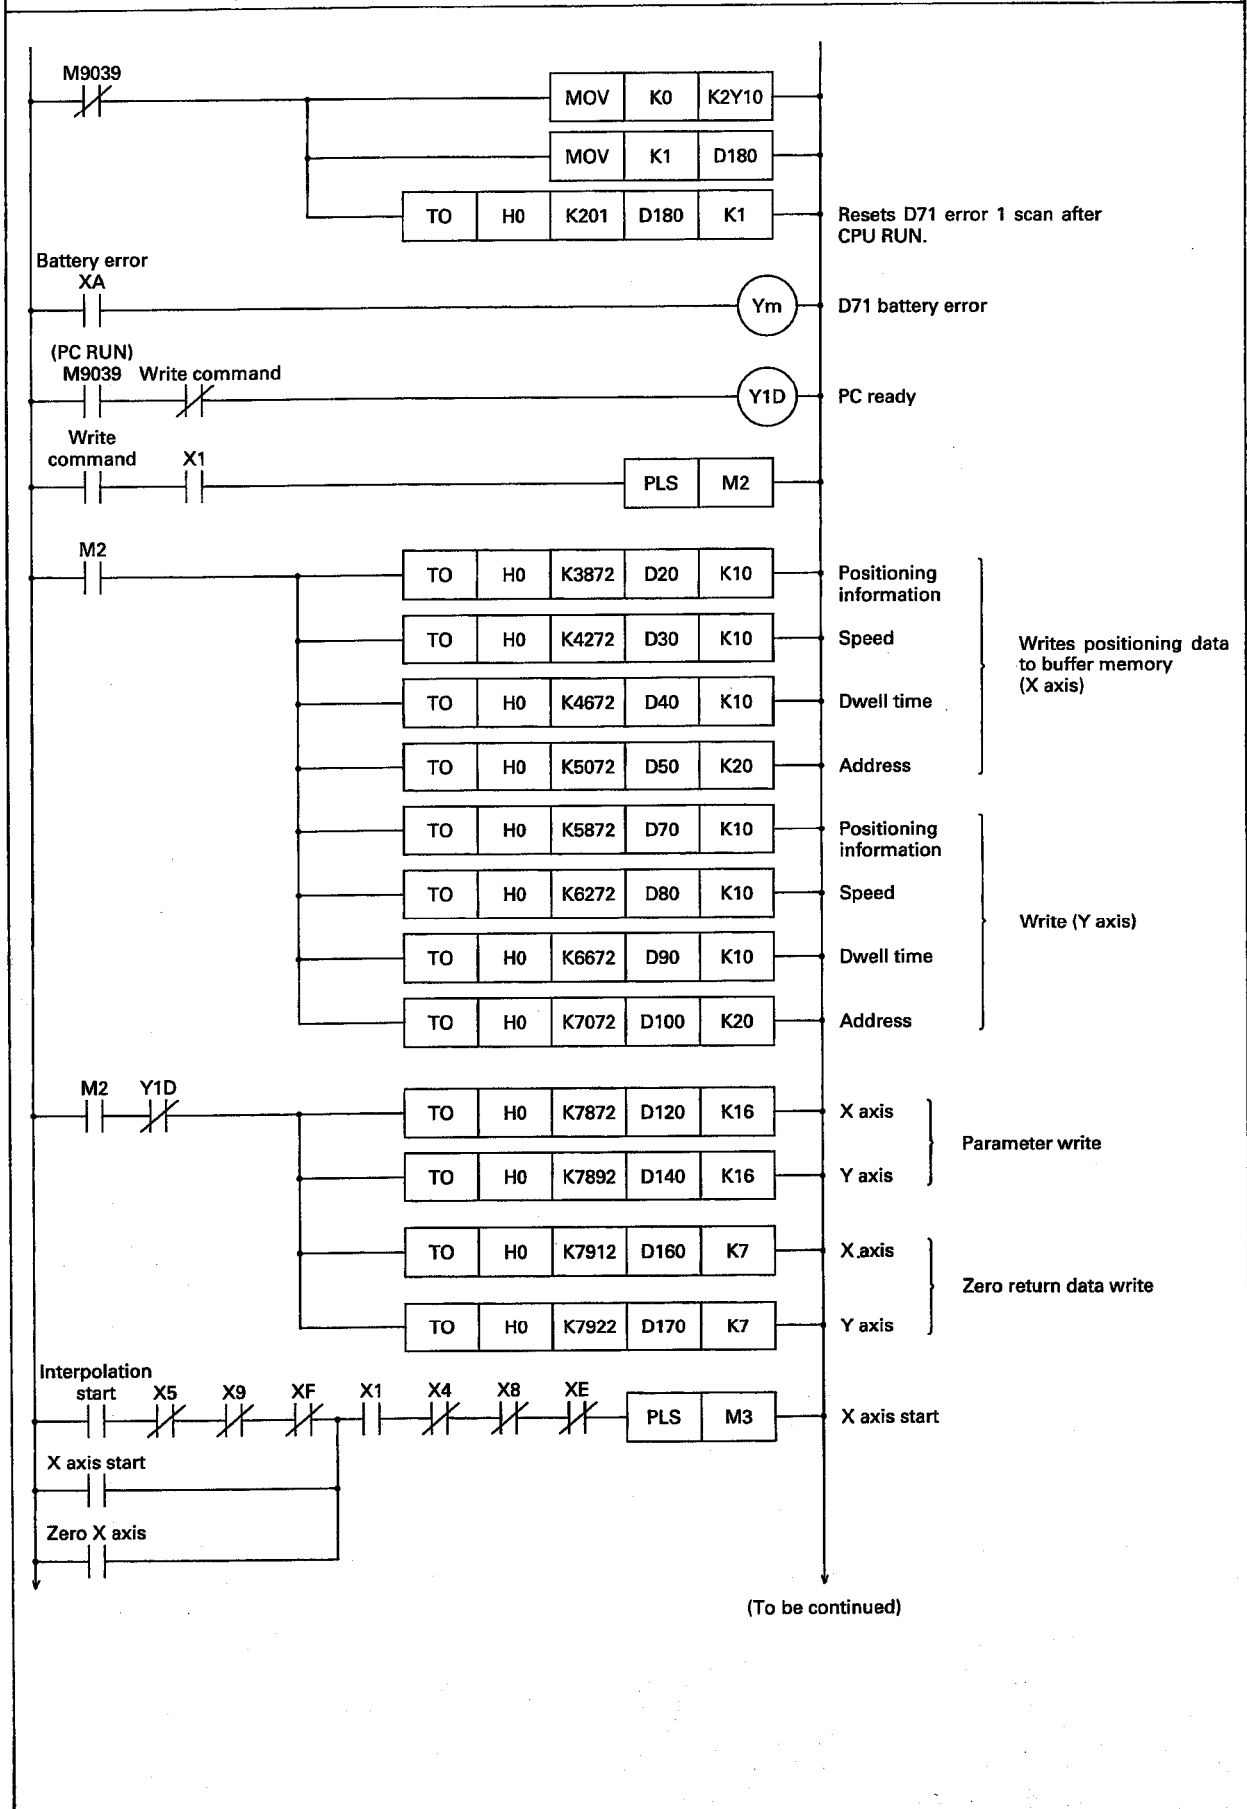 M9039
MOV K0 K2Y10
MOV K1 D180
TO H0 K201 D180 K1
Resets D71 error 1 scan after
CPU RUN.
Battery error
XA
Ym
D71 battery error
(PC RUN)
M9039 Write command
Y1D
PC ready
Write
command X1
PLS M2
M2
TO H0 K3872 D20 K10
Positioning
information
TO H0 K4272 D30 K10
Speed
TO H0 K4672 D40 K10
Dwell time
TO H0 K5072 D50 K20
Address
Writes positioning data
to buffer memory
(X axis)
TO H0 K5872 D70 K10
Positioning
information
TO H0 K6272 D80 K10
Speed
TO H0 K6672 D90 K10
Dwell time
TO H0 K7072 D100 K20
Address
Write (Y axis)
M2 Y1D
TO H0 K7872 D120 K16
X axis
TO H0 K7892 D140 K16
Y axis
Parameter write
TO H0 K7912 D160 K7
X axis
TO H0 K7922 D170 K7
Y axis
Zero return data write
Interpolation
start X5 X9 XF X1 X4 X8 XE
PLS M3
X axis start
X axis start
Zero X axis
(To be continued)